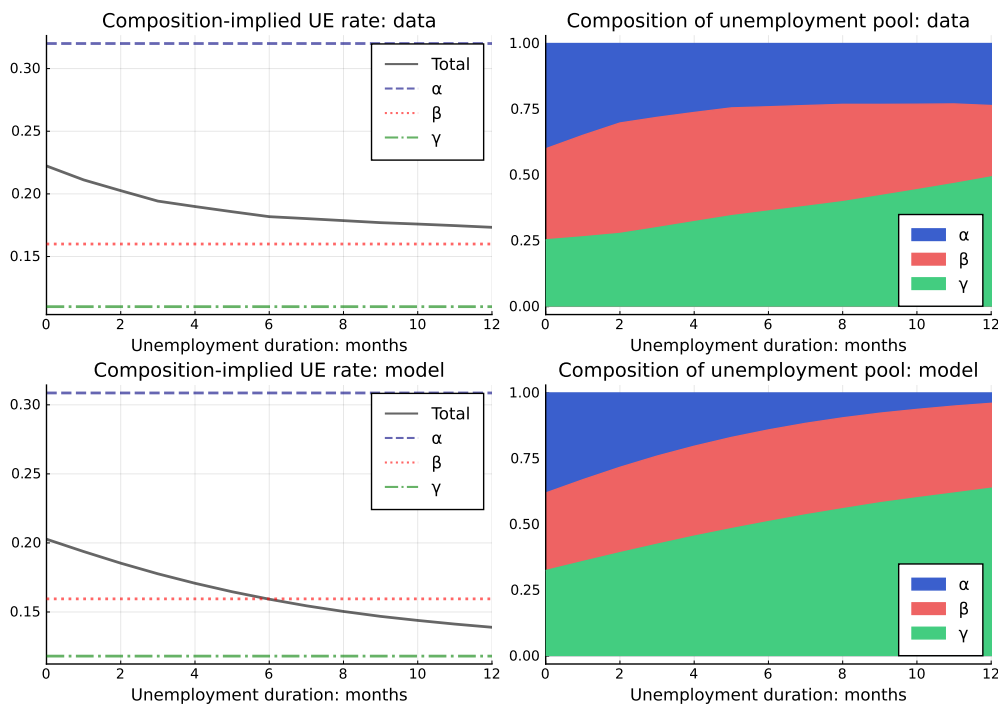 Composition-implied UE rate: data
0.30
0.25
0.20
0.15
Total
α
β
γ
0 2 4 6 8 10 12
Unemployment duration: months
Composition of unemployment pool: data
1.00
0.75
0.50
0.25
0.00
α
β
γ
0 2 4 6 8 10 12
Unemployment duration: months
Composition-implied UE rate: model
0.30
0.25
0.20
0.15
Total
α
β
γ
0 2 4 6 8 10 12
Unemployment duration: months
Composition of unemployment pool: model
1.00
0.75
0.50
0.25
0.00
α
β
γ
0 2 4 6 8 10 12
Unemployment duration: months